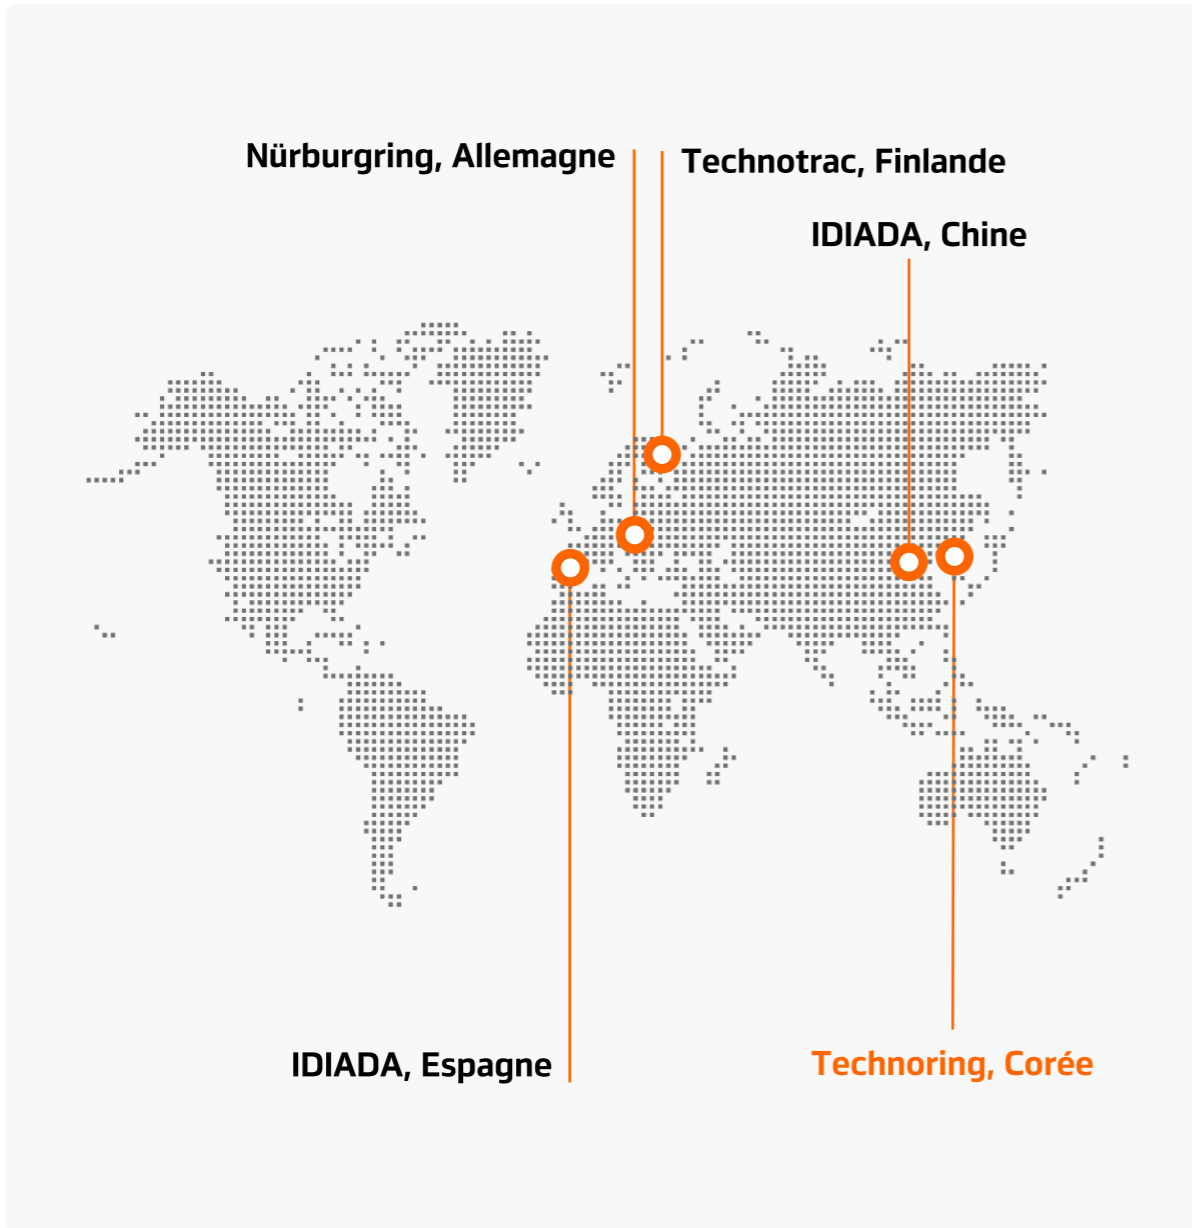 Nürburgring, Allemagne
Technotrac, Finlande
IDIADA, Chine
IDIADA, Espagne
Technoring, Corée